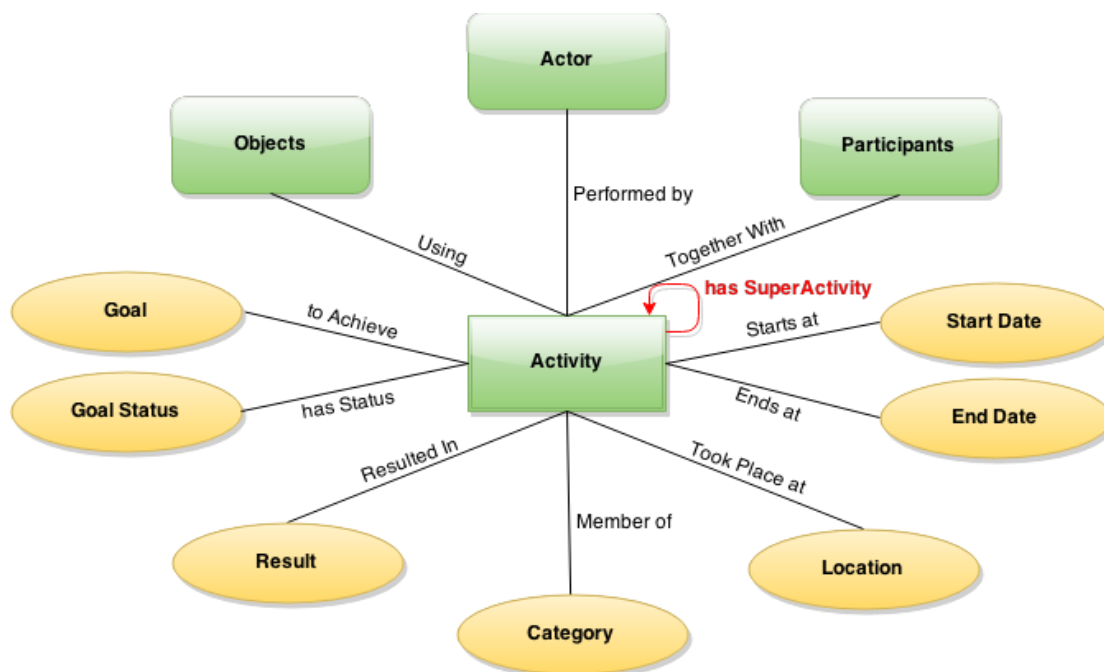 Actor
Objects
Participants
Performed by
Using
Together With
has SuperActivity
Goal
to Achieve
Starts at
Start Date
Activity
Goal Status
has Status
Ends at
End Date
Resulted In
Took Place at
Member of
Result
Location
Category